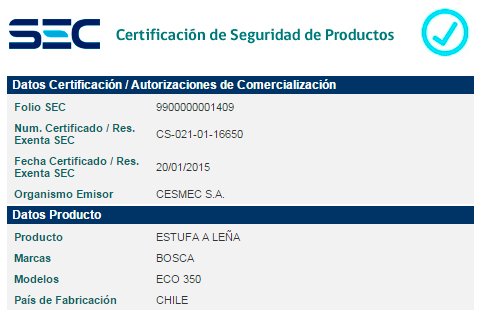 SEC Certificación de Seguridad de Productos
Datos Certificación / Autorizaciones de Comercialización
Folio SEC 9900000001409
Num. Certificado / Res. Exenta SEC CS-021-01-16650
Fecha Certificado / Res. Exenta SEC 20/01/2015
Organismo Emisor CESMEC S.A.
Datos Producto
Producto ESTUFA A LEÑA
Marcas BOSCA
Modelos ECO 350
País de Fabricación CHILE